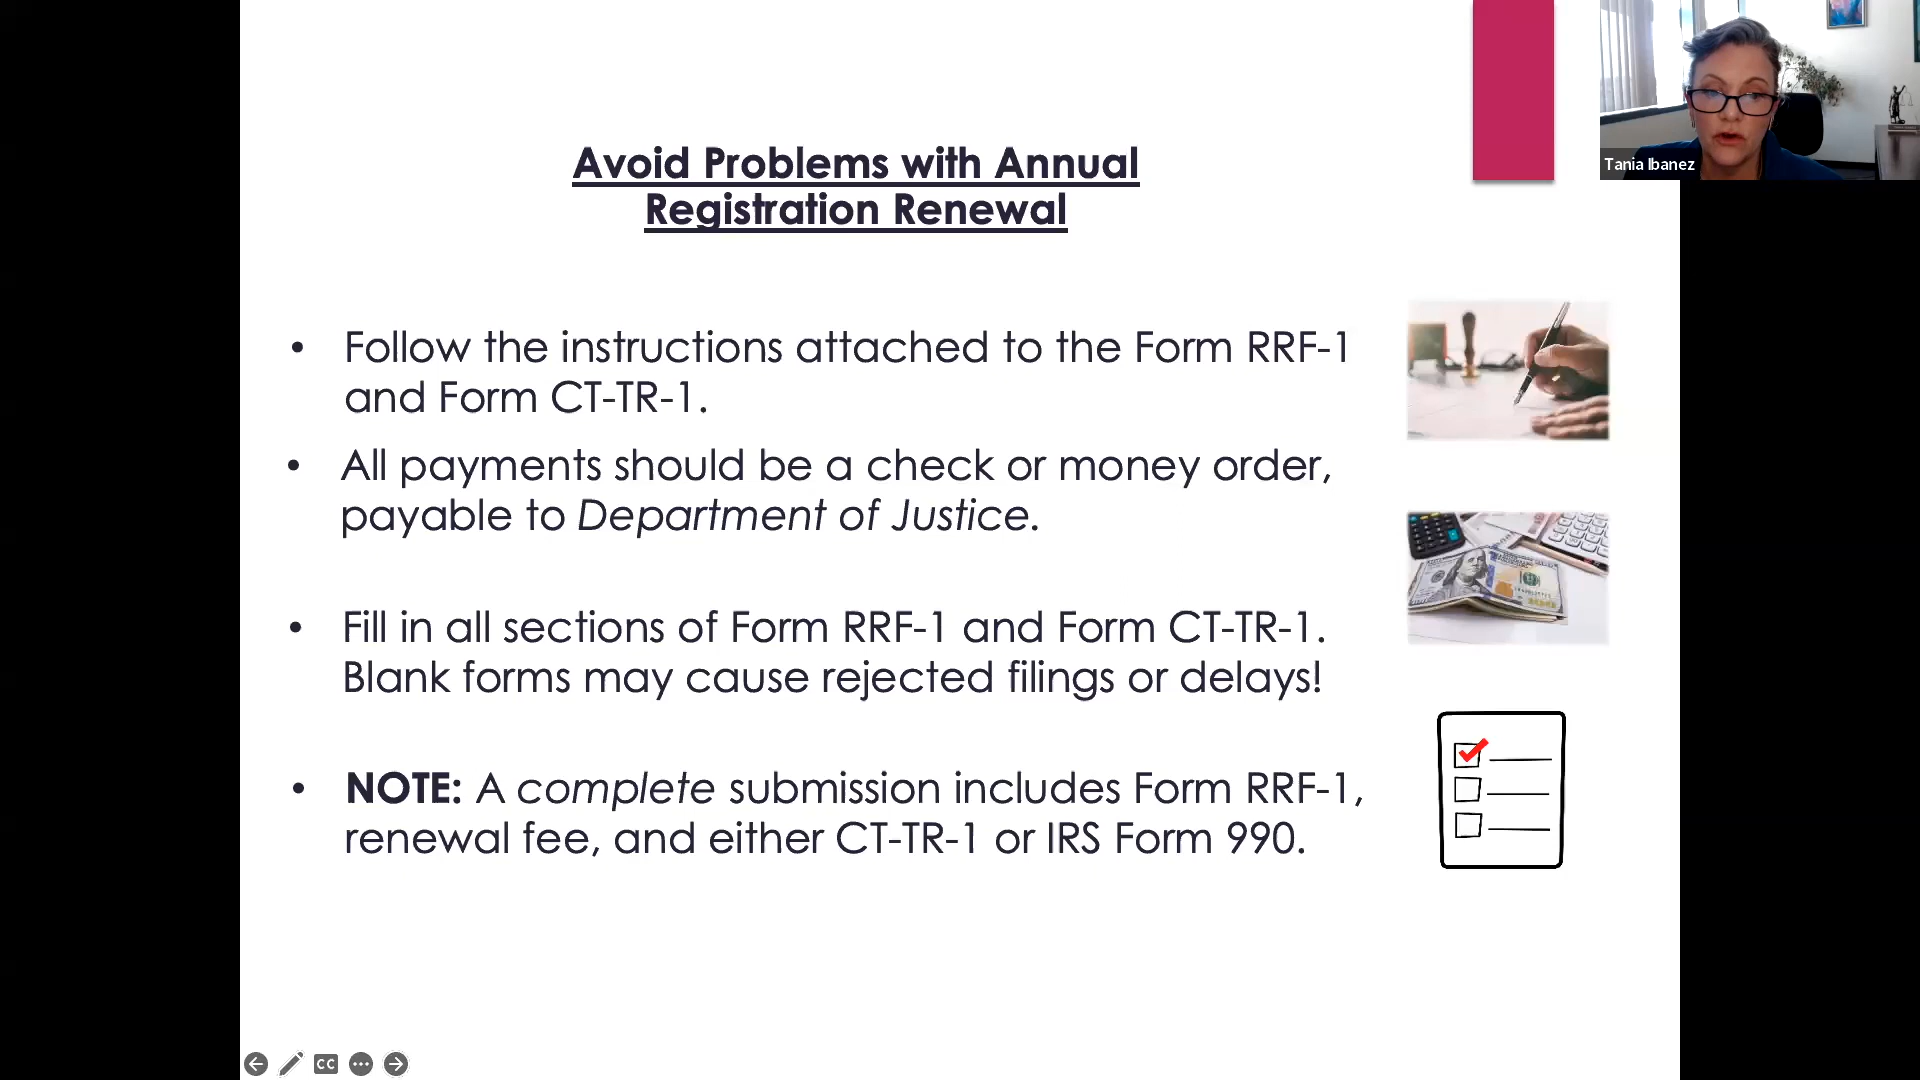 Avoid Problems with Annual
Registration Renewal
• Follow the instructions attached to the Form RRF-1
and Form CT-TR-1.
• All payments should be a check or money order,
payable to Department of Justice.
• Fill in all sections of Form RRF-1 and Form CT-TR-1.
Blank forms may cause rejected filings or delays!
• NOTE: A complete submission includes Form RRF-1,
renewal fee, and either CT-TR-1 or IRS Form 990.
Tania Ibanez
CC